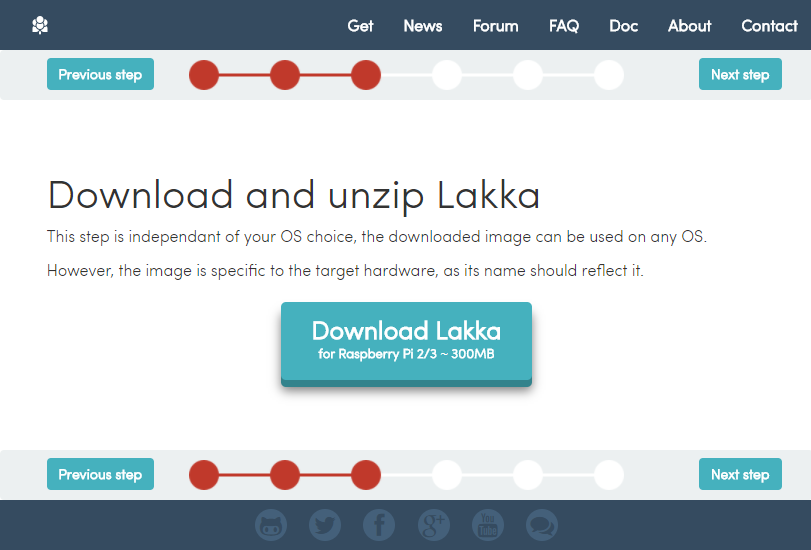 Get News Forum FAQ Doc About Contact
Previous step Next step
Download and unzip Lakka
This step is independant of your OS choice, the downloaded image can be used on any OS.
However, the image is specific to the target hardware, as its name should reflect it.
Download Lakka
for Raspberry Pi 2/3 ~ 300MB
Previous step Next step
g+ You Tube